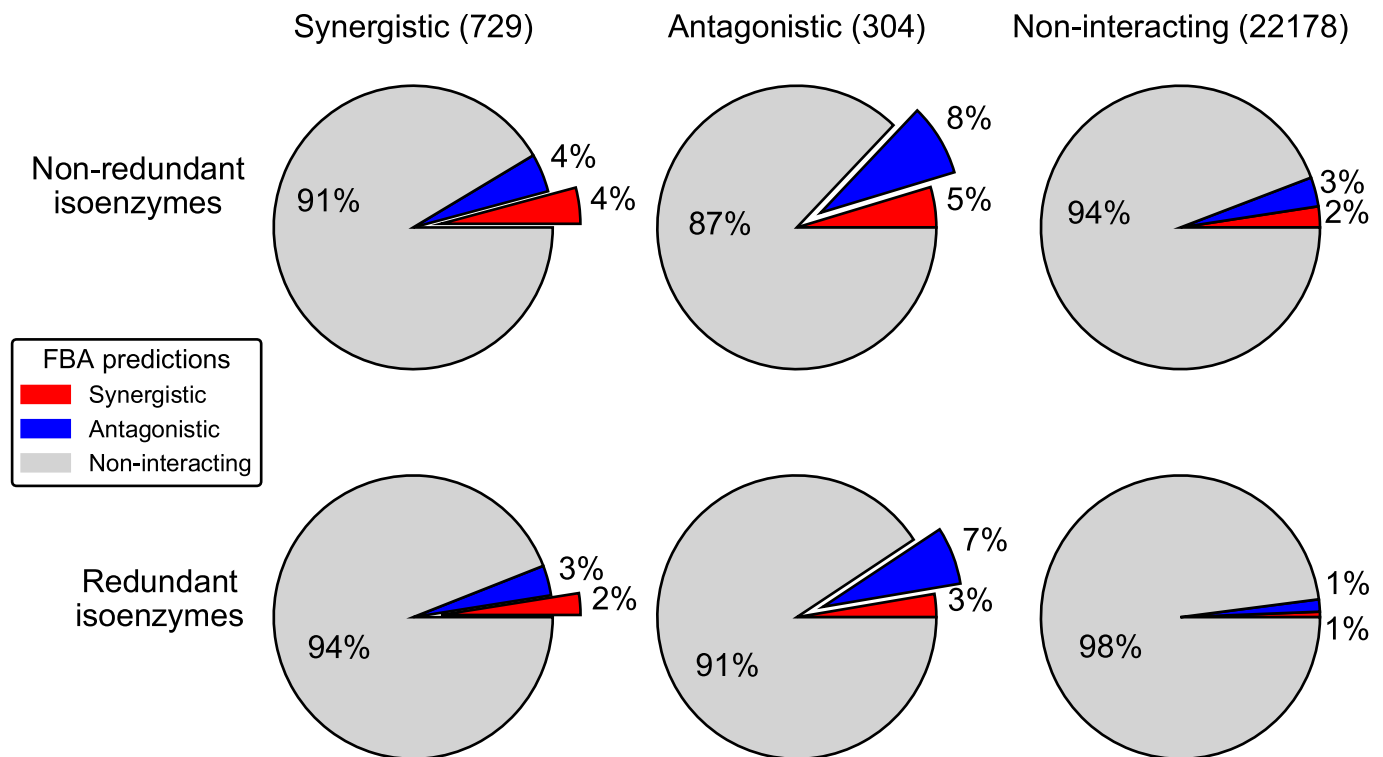 Synergistic (729)
Antagonistic (304)
Non-interacting (22178)
Non-redundant
isoenzymes
91%
4%
4%
87%
8%
5%
94%
3%
2%
FBA predictions
Synergistic
Antagonistic
Non-interacting
Redundant
isoenzymes
94%
3%
2%
91%
7%
3%
98%
1%
1%